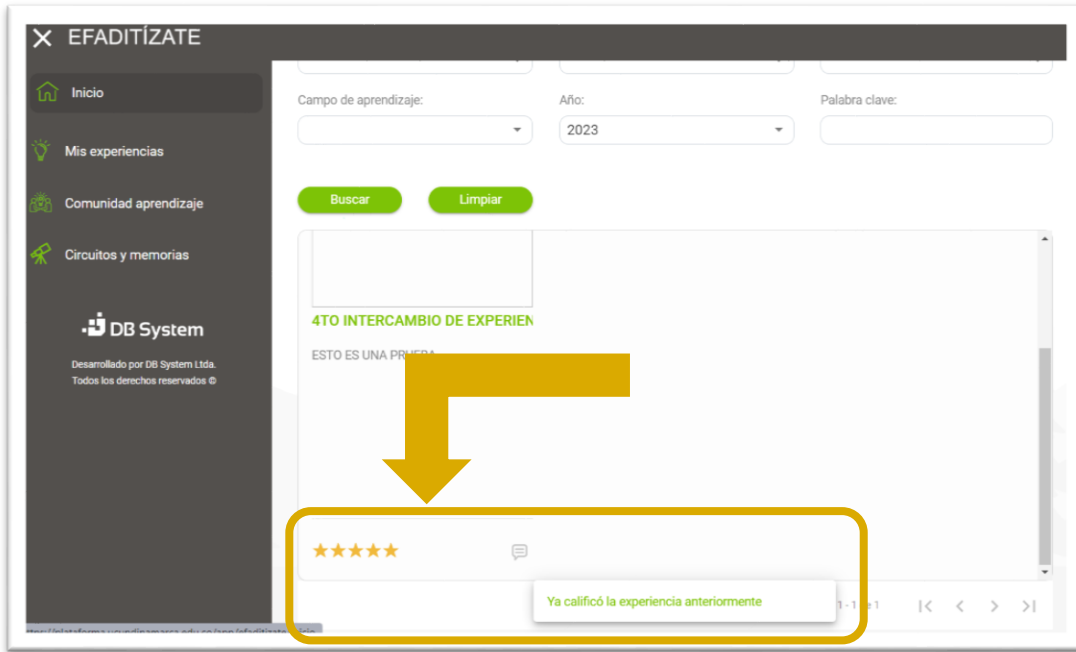 EFADITÍZATE
Inicio
Mis experiencias
Comunidad aprendizaje
Circuitos y memorias
DB System
Desarrollado por DB System Ltda.
Todos los derechos reservados ©
Campo de aprendizaje:
Año:
Palabra clave:
2023
Buscar
Limpiar
4TO INTERCAMBIO DE EXPERIEN
ESTO ES UNA PRUEBA
Ya calificó la experiencia anteriormente